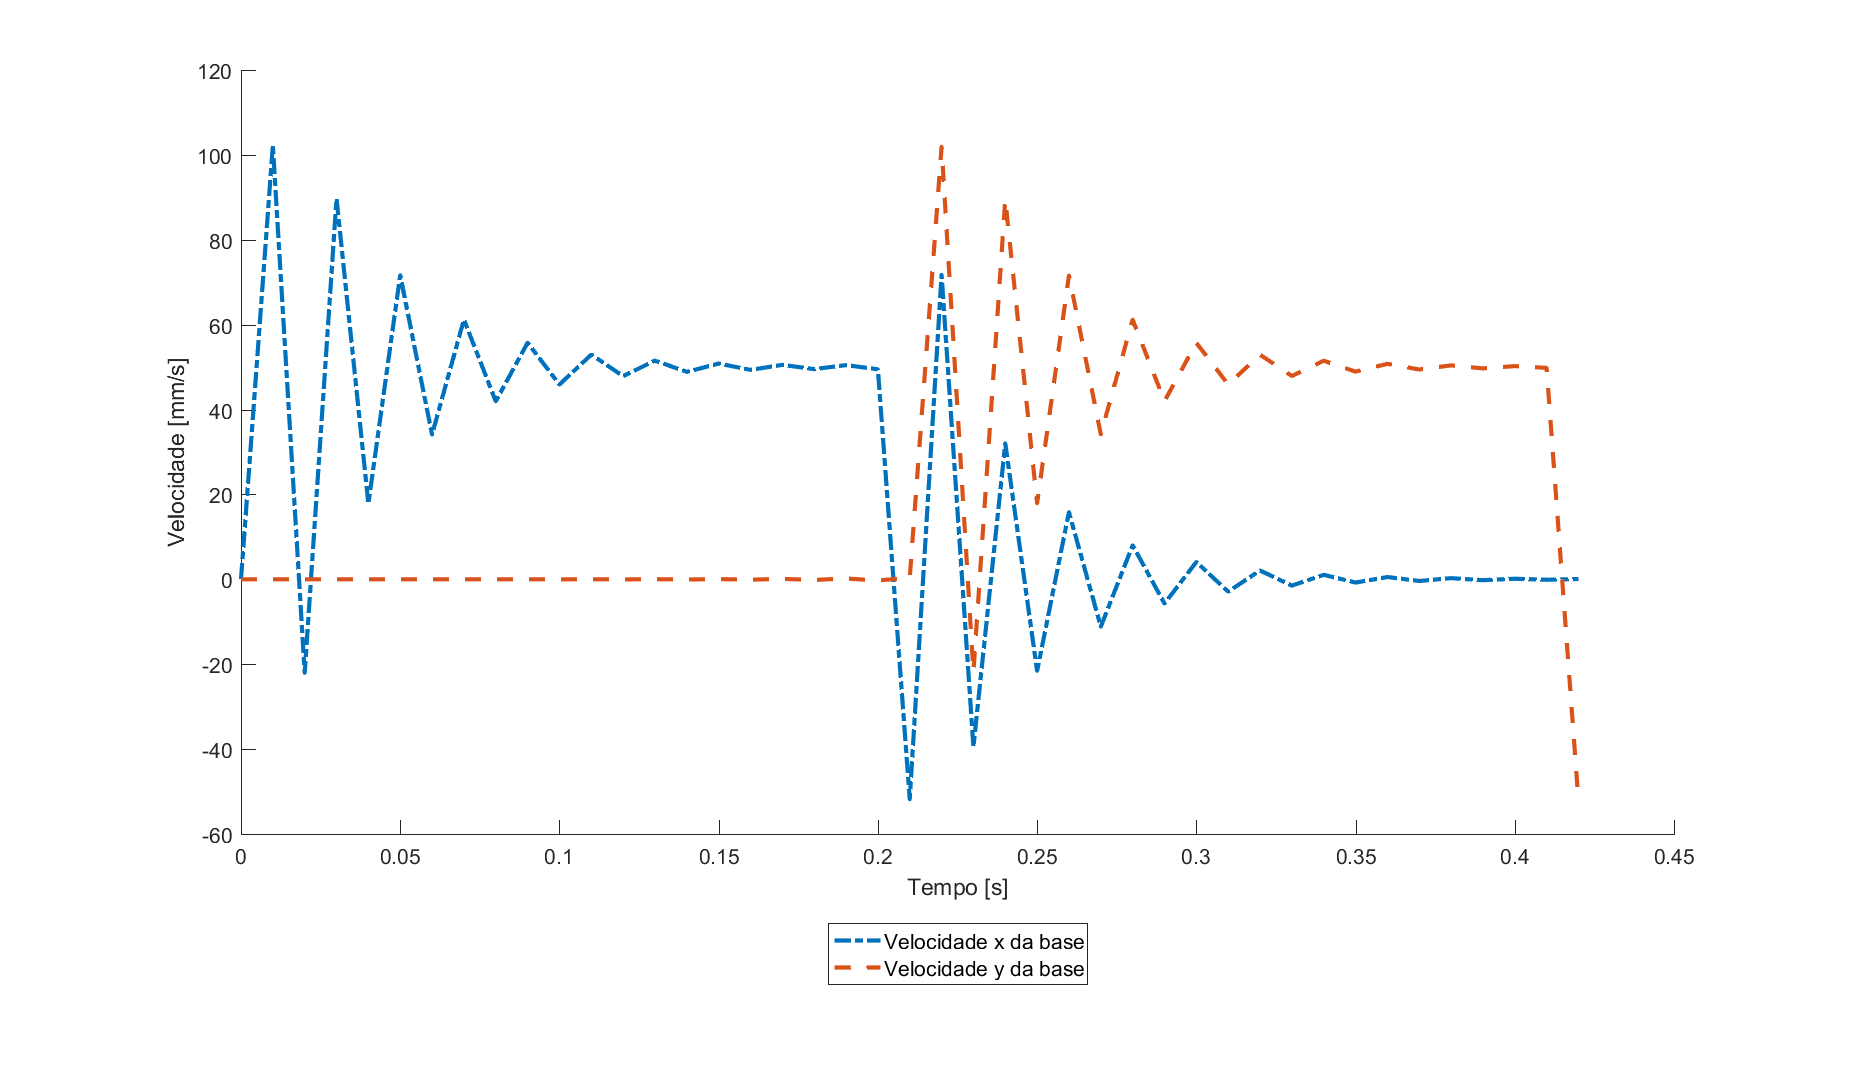 120
100
80
60
40
20
0
-20
-40
-60
Velocidade [mm/s]
0 0.05 0.1 0.15 0.2 0.25 0.3 0.35 0.4 0.45
Tempo [s]
Velocidade x da base
Velocidade y da base